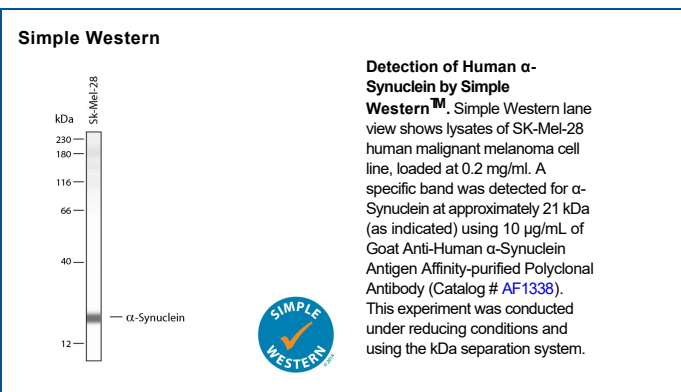 Simple Western
kDa
Sk-Mel-28
230
180
116
66
40
α-Synuclein
12
SIMPLE
WESTERN
©2014
Detection of Human α-
Synuclein by Simple
Western™. Simple Western lane
view shows lysates of SK-Mel-28
human malignant melanoma cell
line, loaded at 0.2 mg/ml. A
specific band was detected for α-
Synuclein at approximately 21 kDa
(as indicated) using 10 µg/mL of
Goat Anti-Human α-Synuclein
Antigen Affinity-purified Polyclonal
Antibody (Catalog # AF1338).
This experiment was conducted
under reducing conditions and
using the kDa separation system.